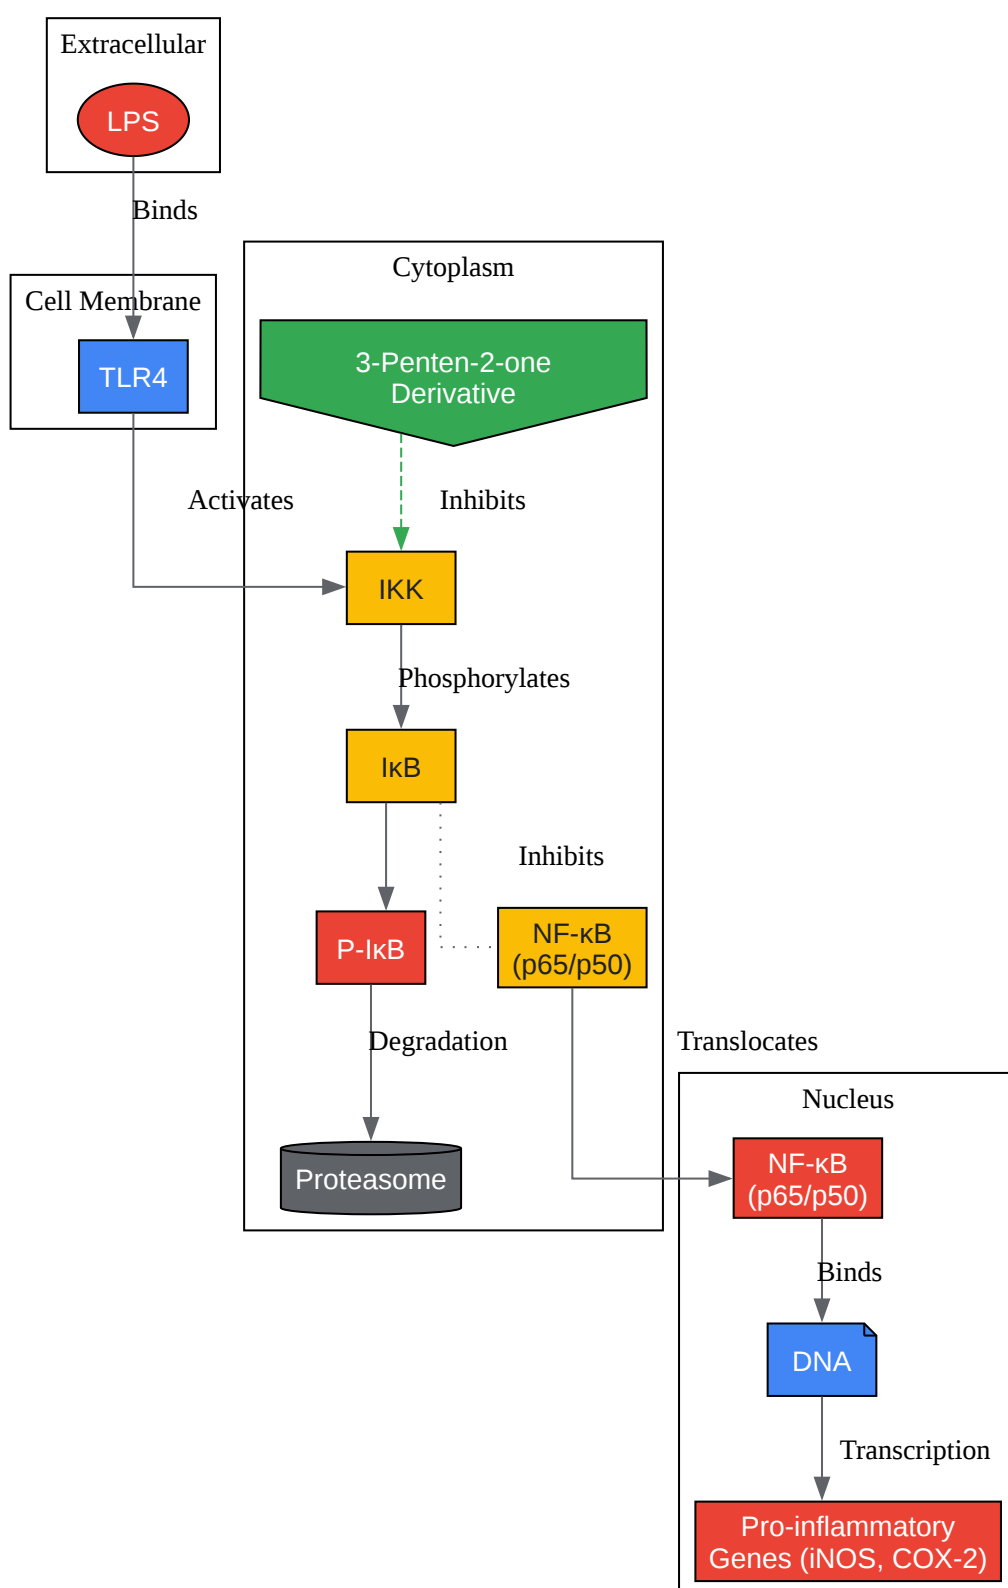 Extracellular
LPS
Binds
Cell Membrane
TLR4
Cytoplasm
3-Penten-2-one
Derivative
Activates
Inhibits
IKK
Phosphorylates
IκB
Inhibits
P-IκB
NF-κB
(p65/p50)
Degradation
Translocates
Proteasome
Nucleus
NF-κB
(p65/p50)
Binds
DNA
Transcription
Pro-inflammatory
Genes (iNOS, COX-2)